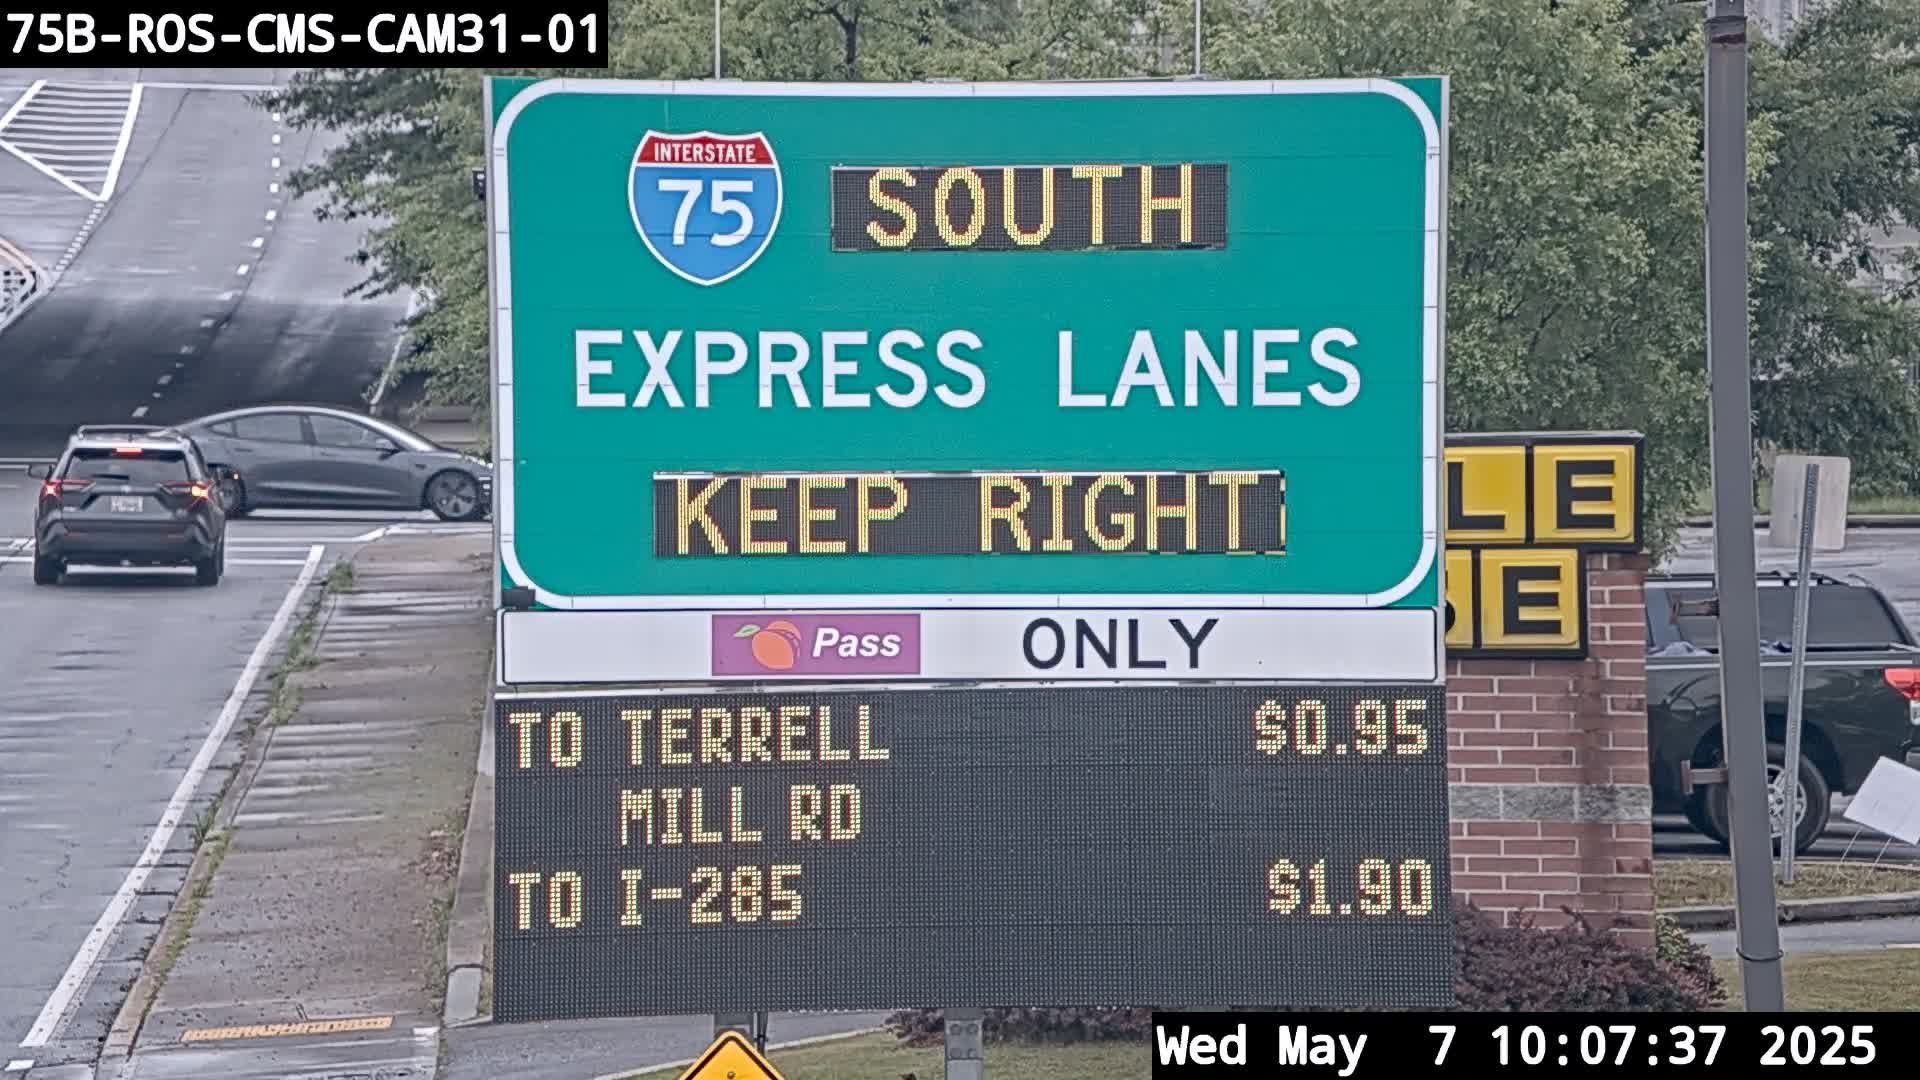 75B-ROS-CMS-CAM31-01
INTERSTATE
75
SOUTH
EXPRESS LANES
KEEP RIGHT
Pass ONLY
LE
E
TO TERRELL $0.95
MILL RD
TO I-285 $1.90
Wed May 7 10:07:37 2025